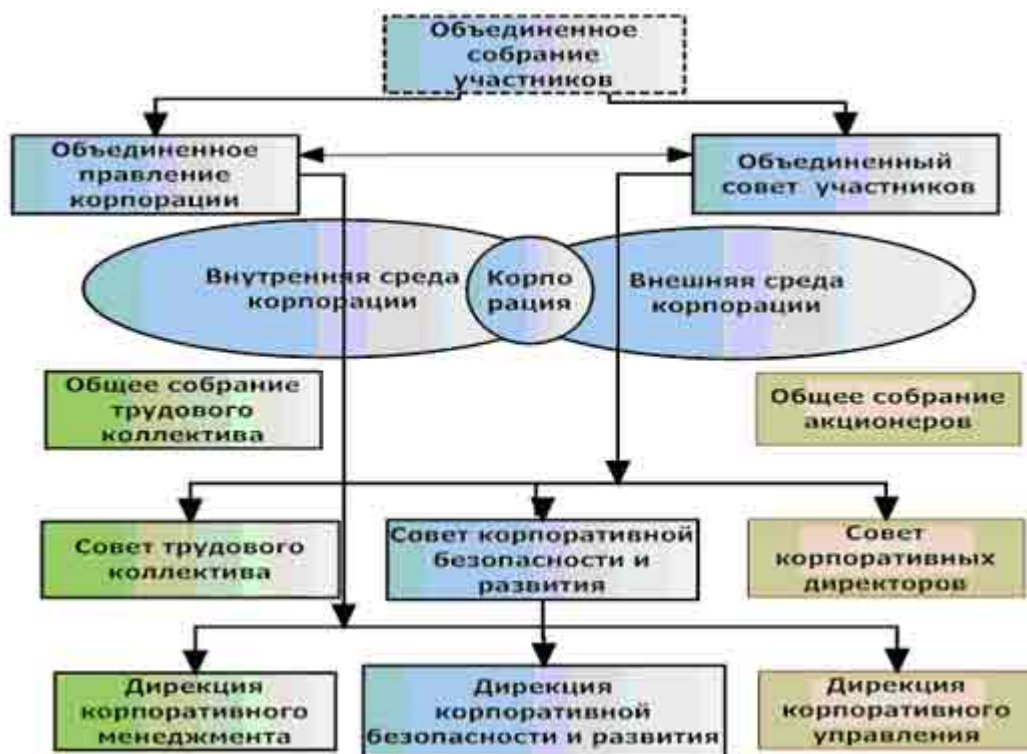 Объединенное
собрание
участников
Объединенное
правление
корпорации
Объединенный
совет участников
Внутренняя среда
корпорации
Корпо
рация
Внешняя среда
корпорации
Общее собрание
трудового
коллектива
Общее собрание
акционеров
Совет трудового
коллектива
Совет корпоративной
безопасности и
развития
Совет
корпоративных
директоров
Дирекция
корпоративного
менеджмента
Дирекция
корпоративной
безопасности и развития
Дирекция
корпоративного
управления